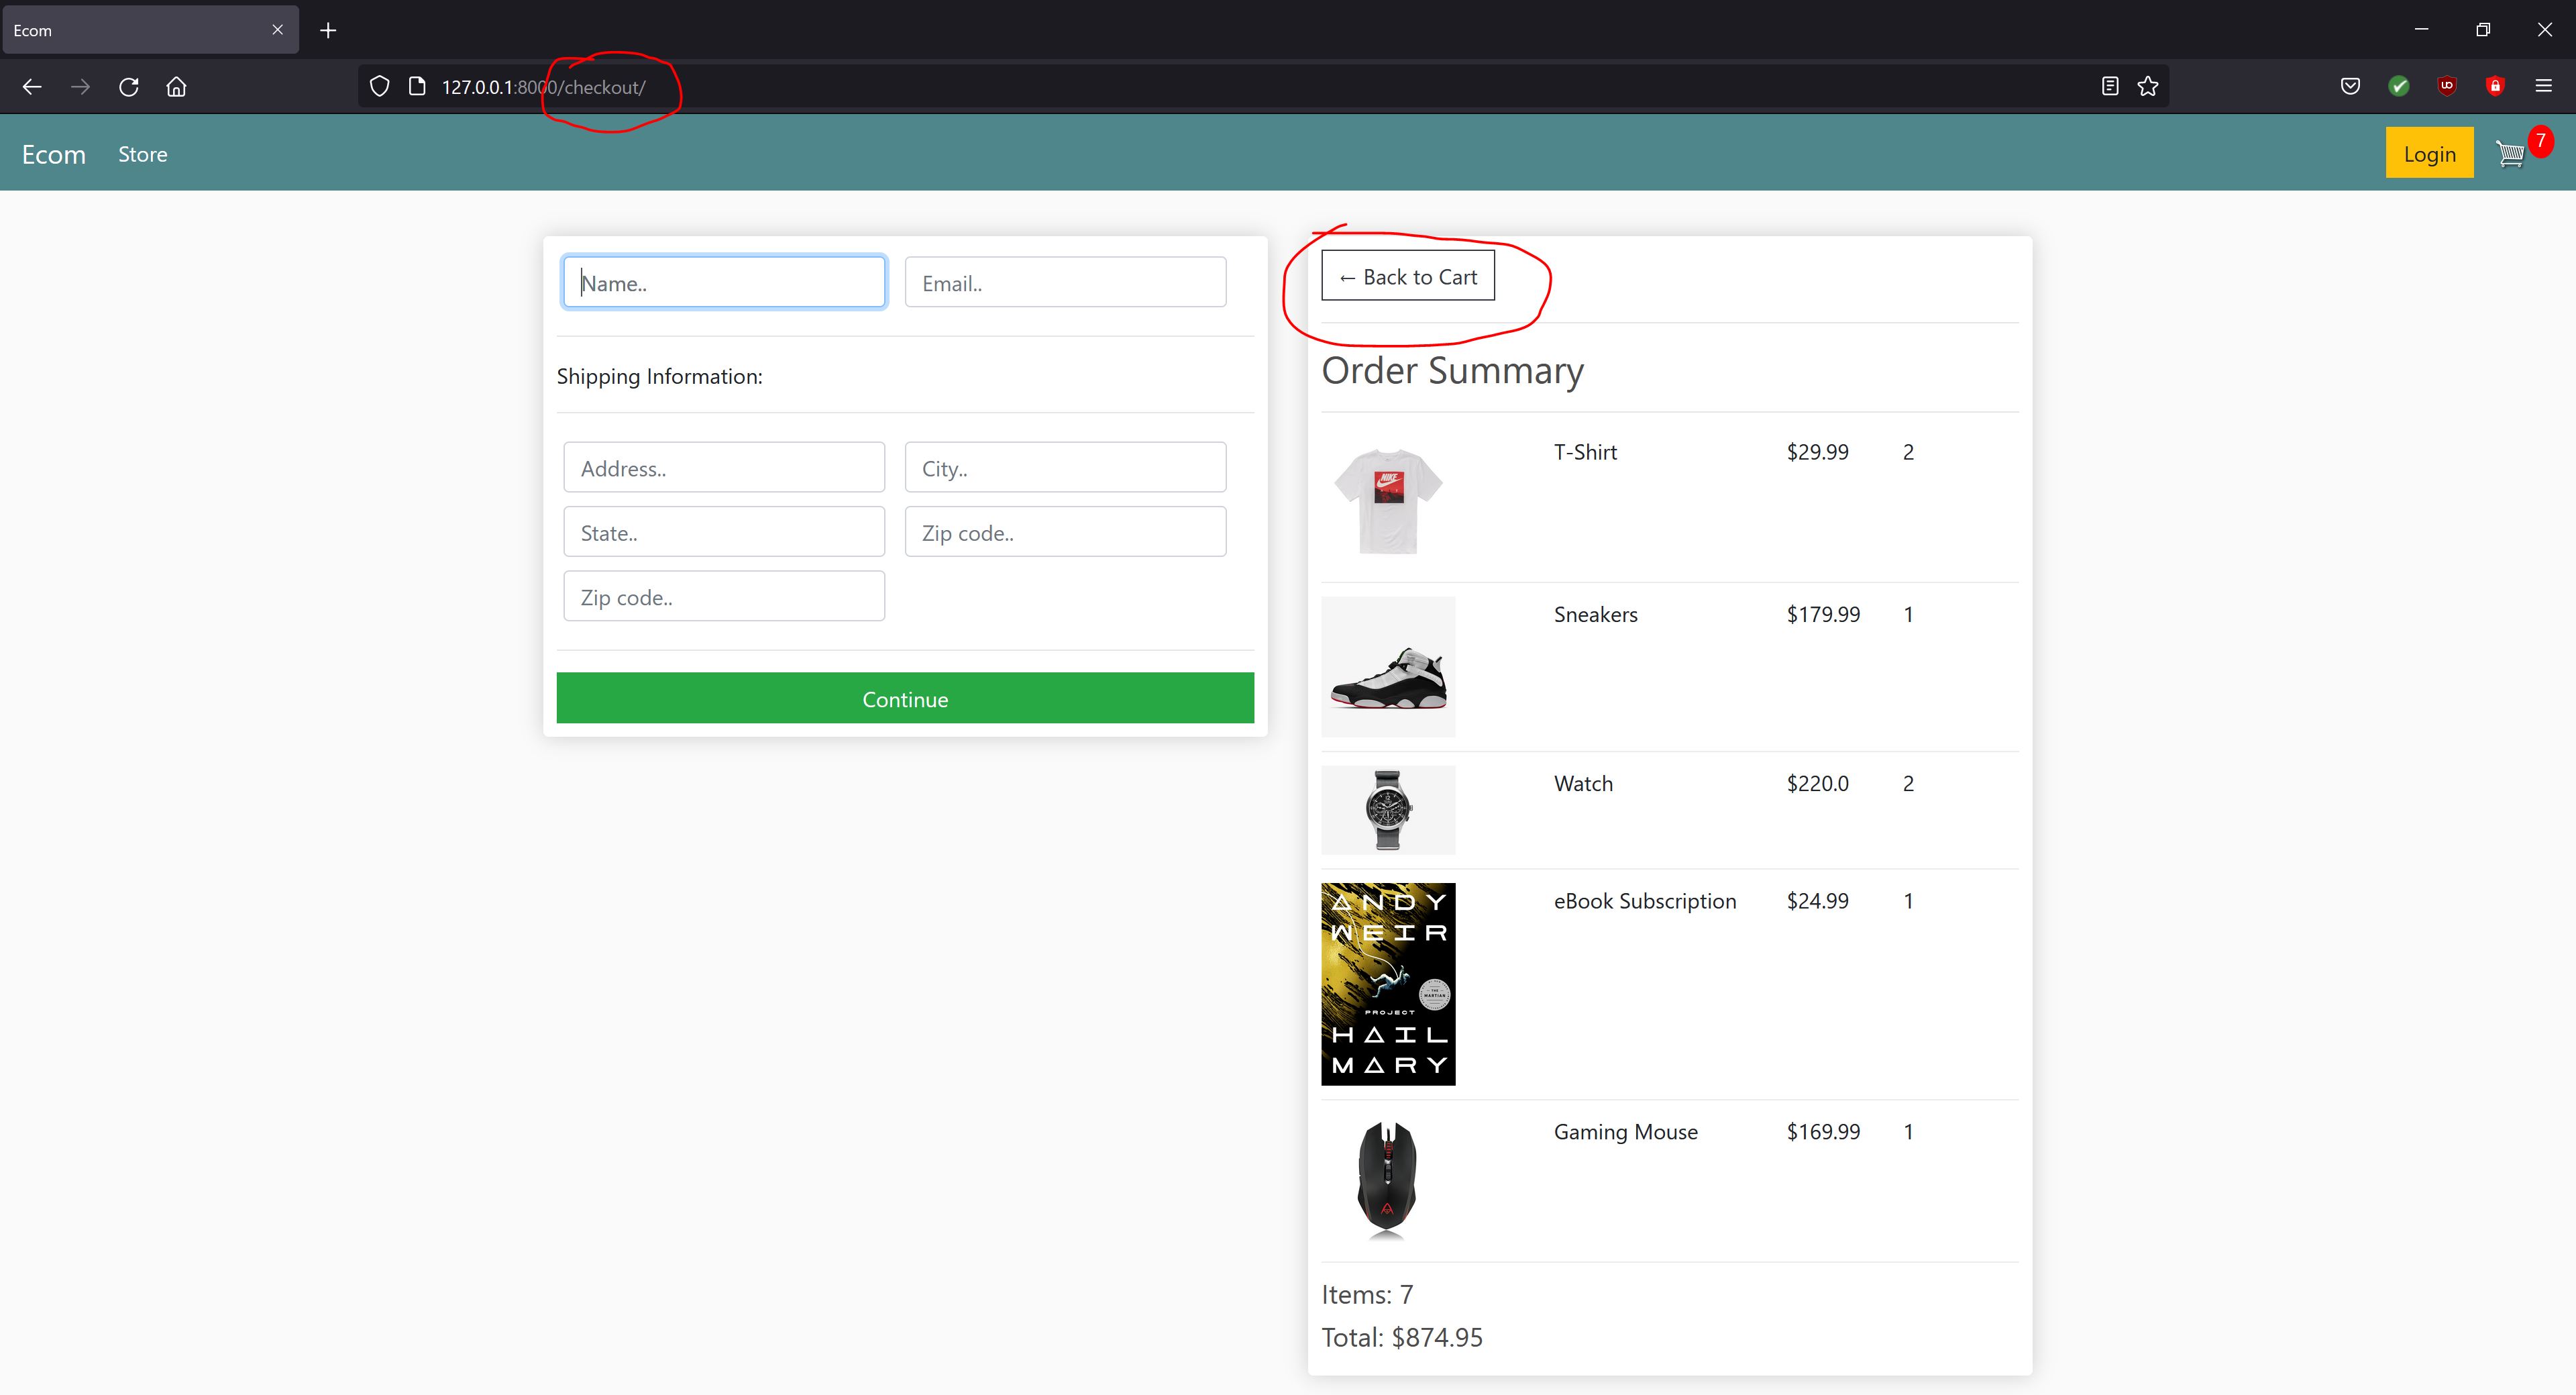 Ecom
127.0.0.1:8000/checkout/
Ecom Store Login 7
Name.. Email..
Shipping Information:
Address.. City..
State.. Zip code..
Zip code..
Continue
← Back to Cart
Order Summary
NIKE
T-Shirt $29.99 2
Sneakers $179.99 1
Watch $220.0 2
ANDY
WEIR
THE
MARTIAN
PROJECT
HAIL
MARY
eBook Subscription $24.99 1
Gaming Mouse $169.99 1
Items: 7
Total: $874.95